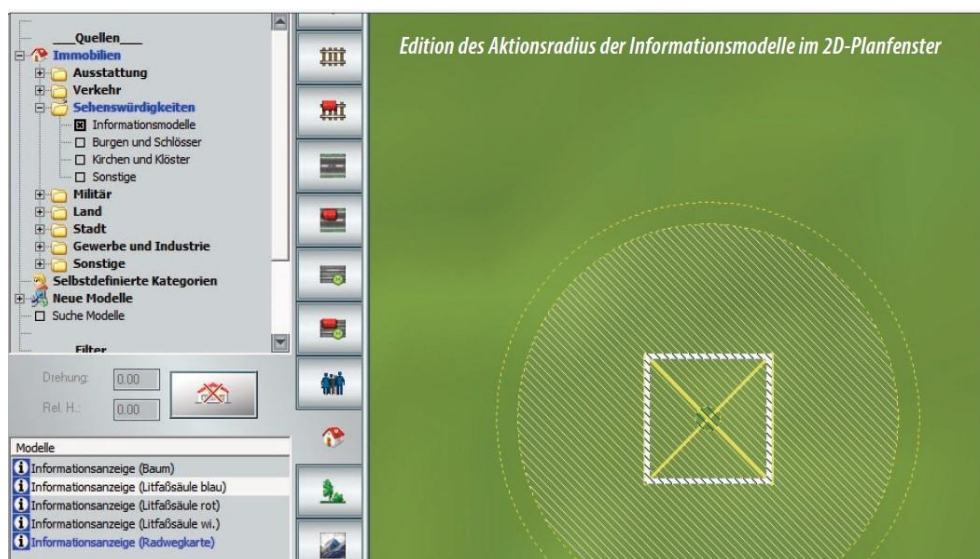 Edition des Aktionsradius der Informationsmodelle im 2D-Planfenster
__Quellen__
Immobilien
Ausstattung
Verkehr
Sehenswürdigkeiten
Informationsmodelle
Burgen und Schlösser
Kirchen und Klöster
Sonstige
Militär
Land
Stadt
Gewerbe und Industrie
Sonstige
Selbstdefinierte Kategorien
Neue Modelle
Suche Modelle
Filter
Drehung: 0.00
Rel. H.: 0.00
Modelle
Informationsanzeige (Baum)
Informationsanzeige (Litfaßsäule blau)
Informationsanzeige (Litfaßsäule rot)
Informationsanzeige (Litfaßsäule wi.)
Informationsanzeige (Radwegkarte)